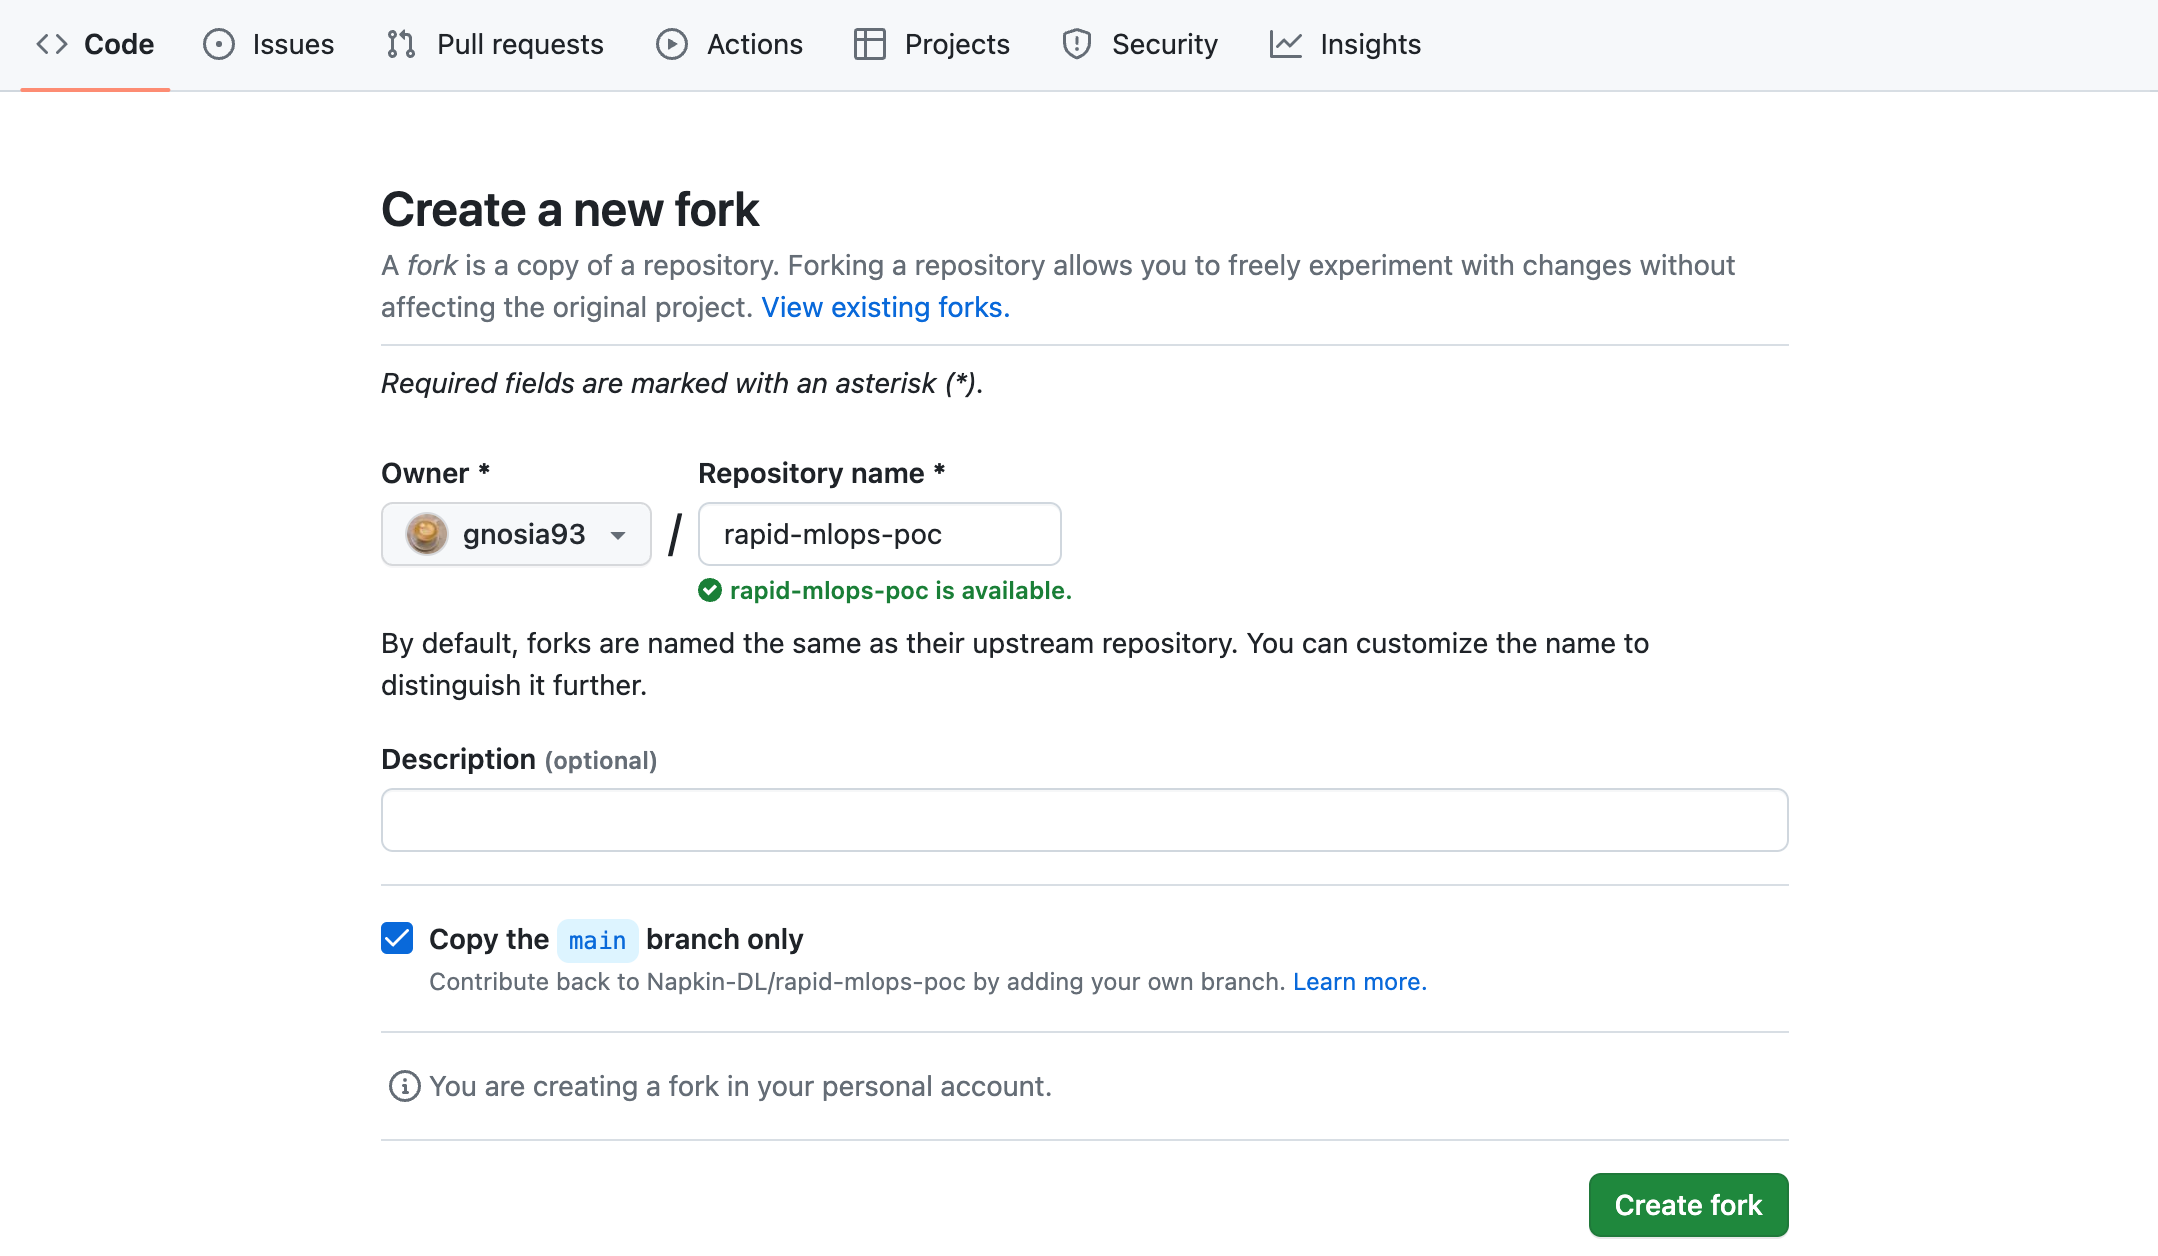 Code Issues Pull requests Actions Projects Security Insights
Create a new fork
A fork is a copy of a repository. Forking a repository allows you to freely experiment with changes without
affecting the original project. View existing forks.
Required fields are marked with an asterisk (*).
Owner * Repository name *
gnosia93 / rapid-mlops-poc
rapid-mlops-poc is available.
By default, forks are named the same as their upstream repository. You can customize the name to
distinguish it further.
Description (optional)
Copy the main branch only
Contribute back to Napkin-DL/rapid-mlops-poc by adding your own branch. Learn more.
You are creating a fork in your personal account.
Create fork